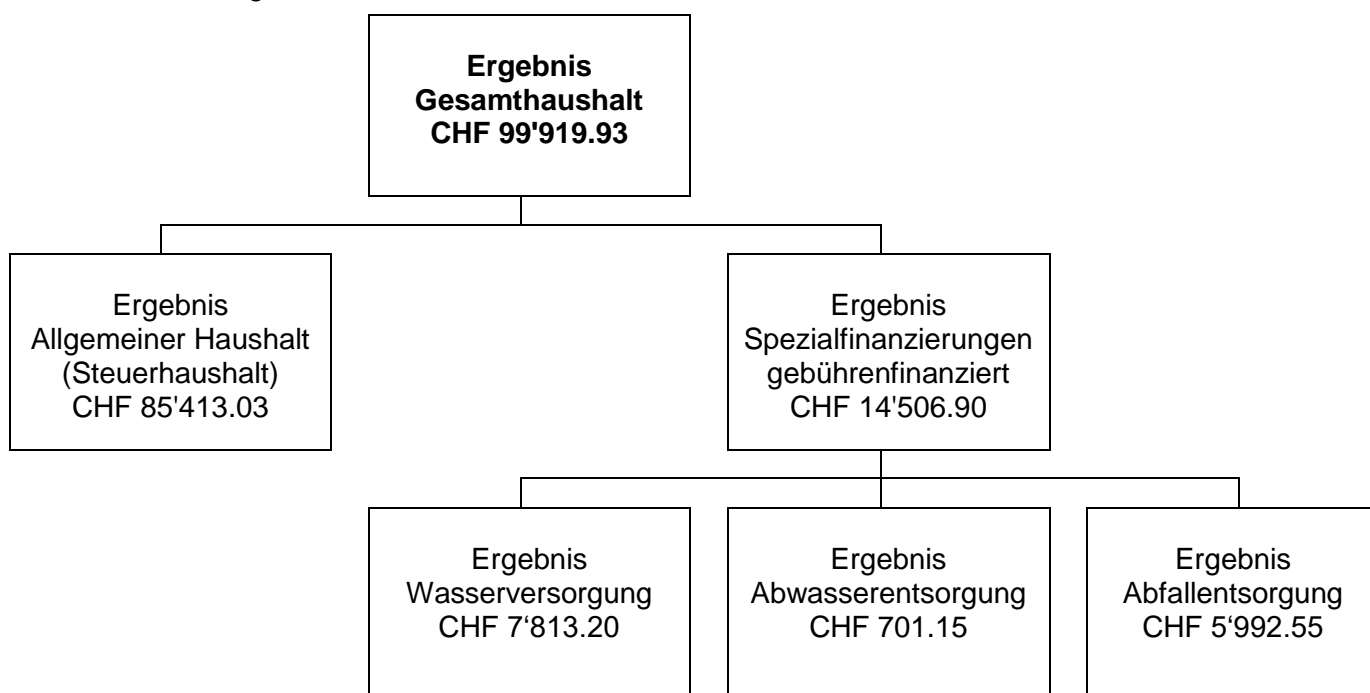 Ergebnis
Gesamthaushalt
CHF 99'919.93
Ergebnis
Allgemeiner Haushalt
(Steuerhaushalt)
CHF 85'413.03
Ergebnis
Spezialfinanzierungen
gebührenfinanziert
CHF 14'506.90
Ergebnis
Wasserversorgung
CHF 7‘813.20
Ergebnis
Abwasserentsorgung
CHF 701.15
Ergebnis
Abfallentsorgung
CHF 5‘992.55